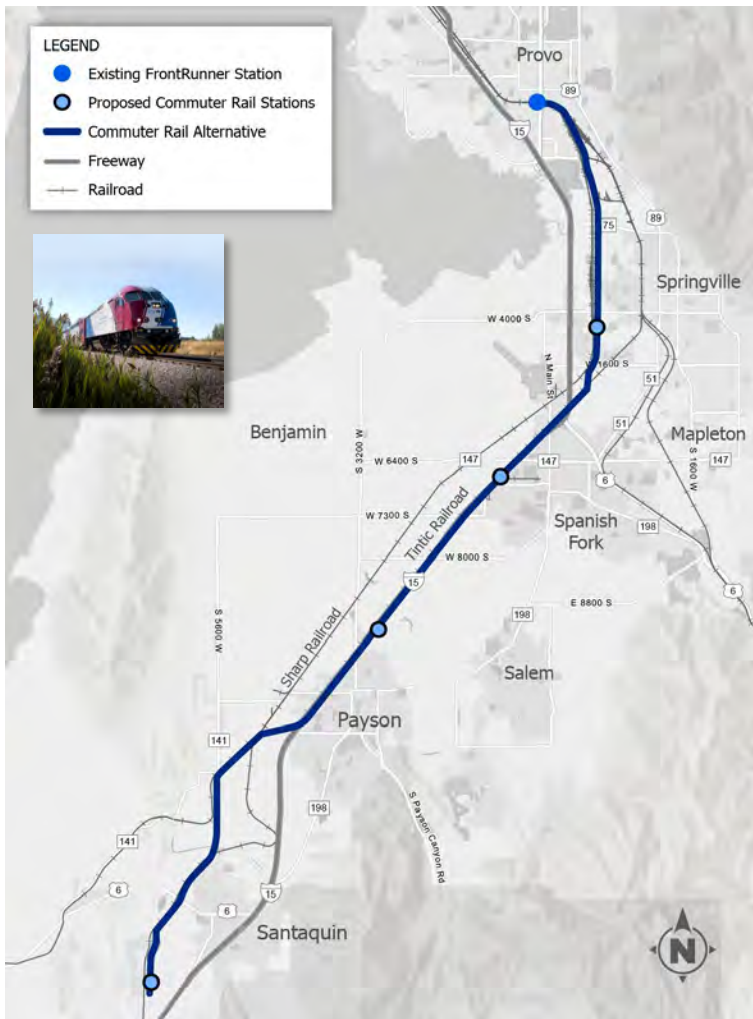 LEGEND
Existing FrontRunner Station
Proposed Commuter Rail Stations
Commuter Rail Alternative
15
Freeway
Railroad
Provo
89
15
75
89
Springville
W 4000 S
N Main St
W 1600 S
51
Benjamin
S 3200 W
51
Mapleton
W 6400 S
147
147
S 1600 W
147
6
W 7300 S
Tintic Railroad
Spanish
Fork
198
W 8000 S
15
6
E 8800 S
S 5600 W
198
Sharp Railroad
Salem
Payson
141
S Payson Canyon Rd
198
141
6
15
6
Santaquin
N